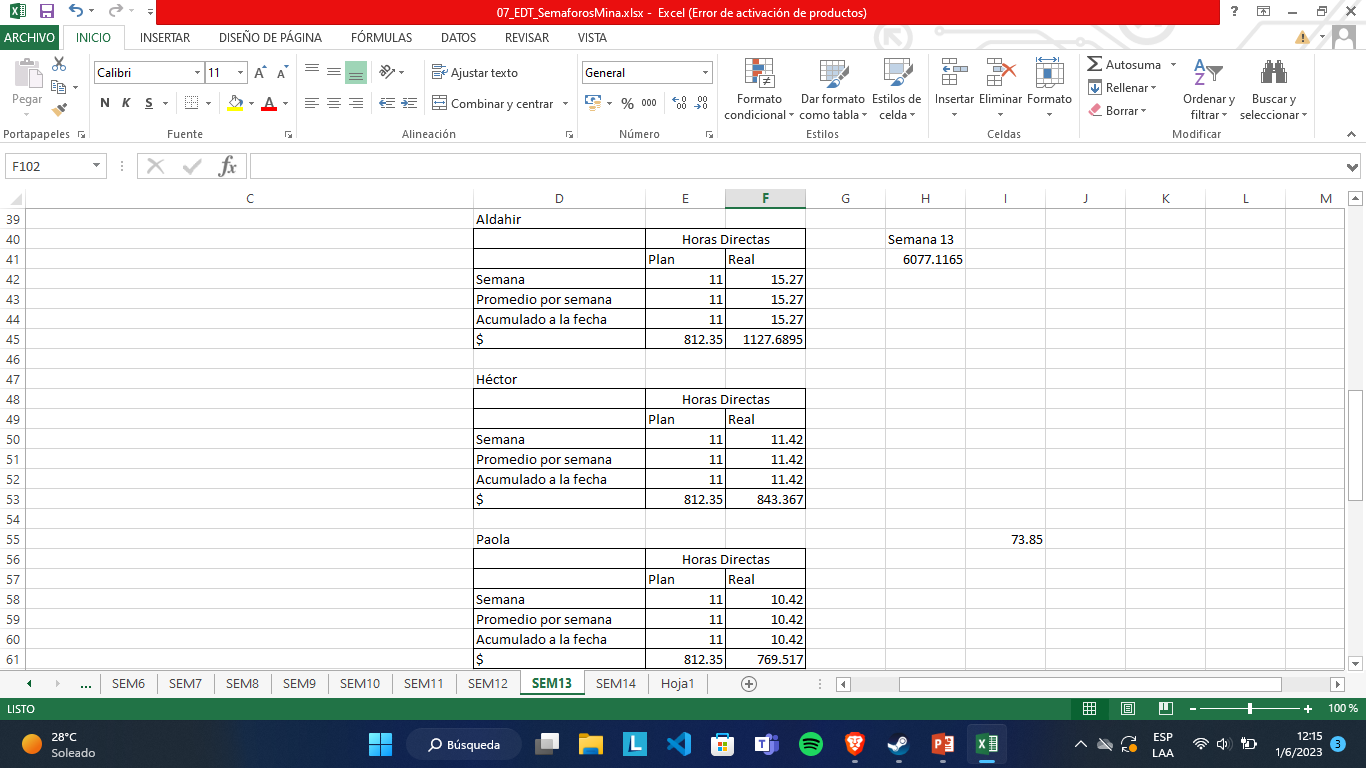 07_EDT_SemaforosMina.xlsx - Excel (Error de activación de productos)
ARCHIVO INICIO INSERTAR DISEÑO DE PÁGINA FÓRMULAS DATOS REVISAR VISTA
Pegar
Calibri 11
N K S
Ajustar texto
Combinar y centrar
General
% 000
Formato condicional
Dar formato como tabla
Estilos de celda
Insertar Eliminar Formato
Autosuma
Rellenar
Borrar
Ordenar y filtrar
Buscar y seleccionar
Portapapeles Fuente Alineación Número Estilos Celdas Modificar
F102 fx
C D E F G H I J K L M
39 Aldahir
40 Horas Directas Semana 13
41 Plan Real 6077.1165
42 Semana 11 15.27
43 Promedio por semana 11 15.27
44 Acumulado a la fecha 11 15.27
45 $ 812.35 1127.6895
46
47 Héctor
48 Horas Directas
49 Plan Real
50 Semana 11 11.42
51 Promedio por semana 11 11.42
52 Acumulado a la fecha 11 11.42
53 $ 812.35 843.367
54
55 Paola 73.85
56 Horas Directas
57 Plan Real
58 Semana 11 10.42
59 Promedio por semana 11 10.42
60 Acumulado a la fecha 11 10.42
61 $ 812.35 769.517
... SEM6 SEM7 SEM8 SEM9 SEM10 SEM11 SEM12 SEM13 SEM14 Hoja1
LISTO 100 %
28°C
Soleado
Búsqueda
ESP
LAA
12:15
1/6/2023
3